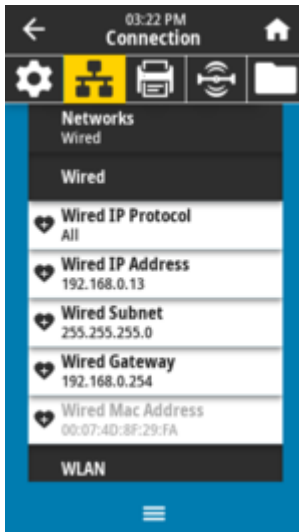 03:22 PM
Connection
Networks
Wired
Wired
Wired IP Protocol
All
Wired IP Address
192.168.0.13
Wired Subnet
255.255.255.0
Wired Gateway
192.168.0.254
Wired Mac Address
00:07:4D:8F:29:FA
WLAN